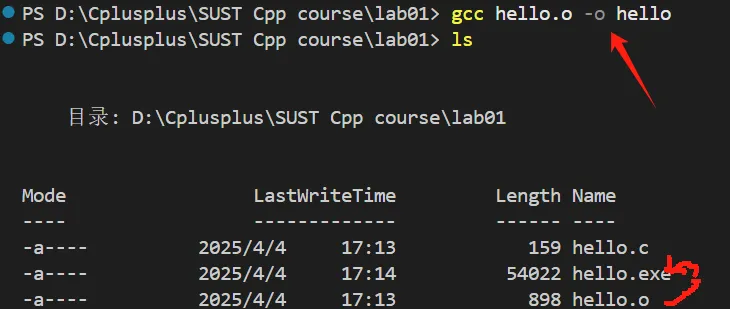 PS D:\Cplusplus\SUST Cpp course\lab01> gcc hello.o -o hello
PS D:\Cplusplus\SUST Cpp course\lab01> ls
目录: D:\Cplusplus\SUST Cpp course\lab01
Mode                LastWriteTime         Length Name
----                -------------         ------ ----
-a----         2025/4/4     17:13            159 hello.c
-a----         2025/4/4     17:14          54022 hello.exe
-a----         2025/4/4     17:13            898 hello.o